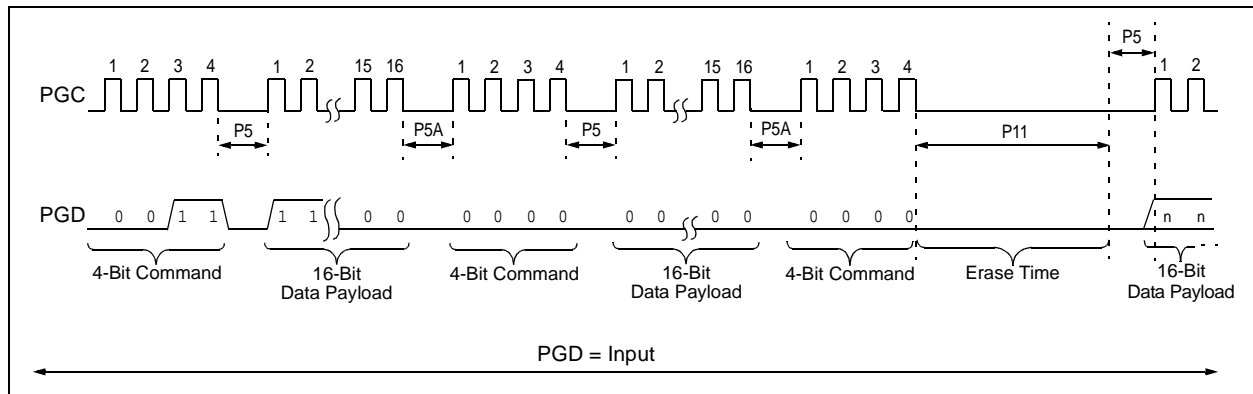 P5
1 2 3 4 1 2 15 16 1 2 3 4 1 2 15 16 1 2 3 4 1 2
PGC
P5 P5A P5 P5A P11
PGD 0 0 1 1 1 1 0 0 0 0 0 0 0 0 0 0 0 0 0 0 n n
4-Bit Command 16-Bit 4-Bit Command 16-Bit 4-Bit Command Erase Time 16-Bit
Data Payload Data Payload Data Payload
PGD = Input